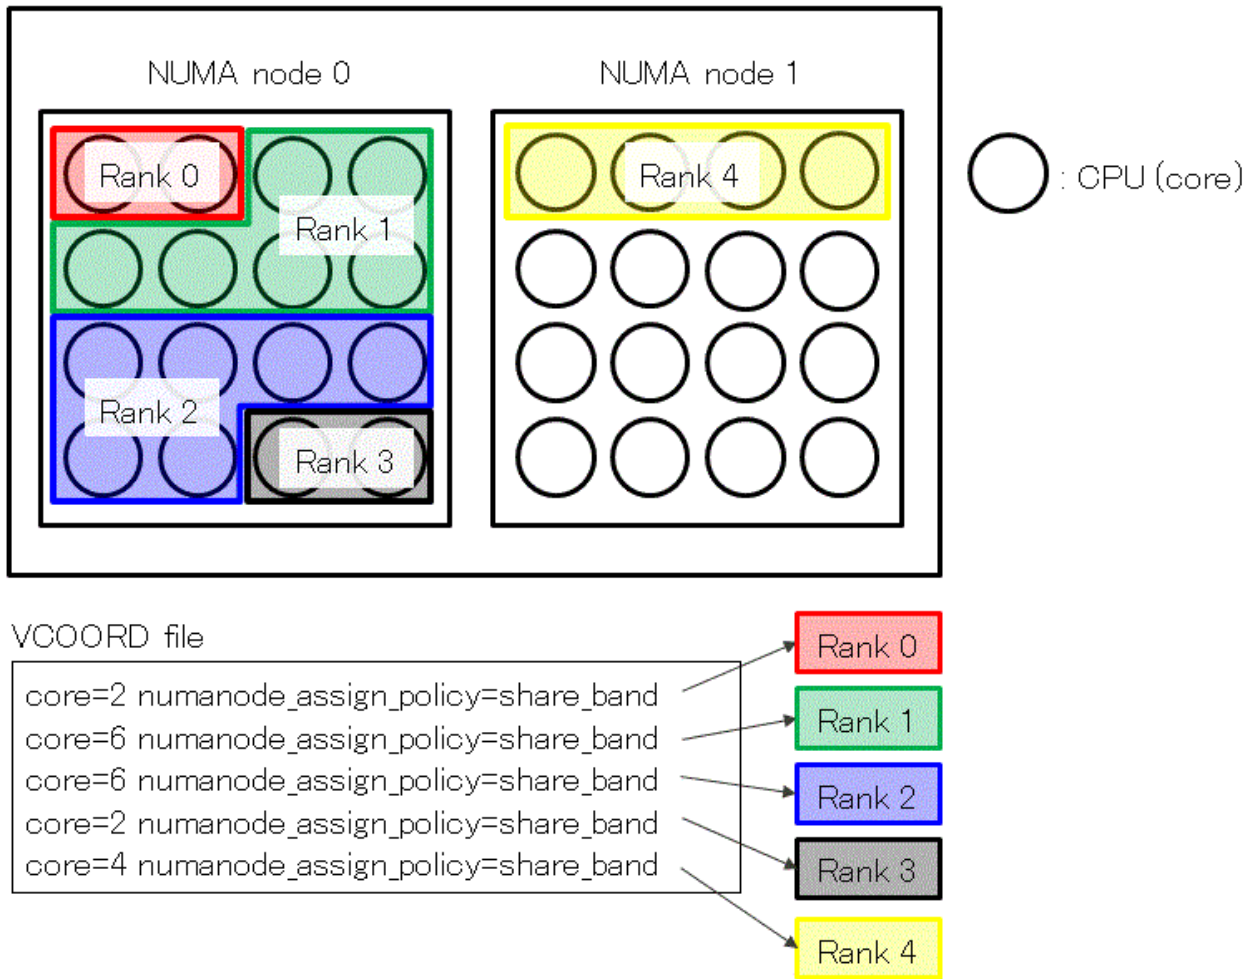 NUMA node 0
NUMA node 1
Rank 0
Rank 4
: CPU (core)
Rank 1
Rank 2
Rank 3
VCOORD file
core=2 numanode_assign_policy=share_band
core=6 numanode_assign_policy=share_band
core=6 numanode_assign_policy=share_band
core=2 numanode_assign_policy=share_band
core=4 numanode_assign_policy=share_band
Rank 0
Rank 1
Rank 2
Rank 3
Rank 4